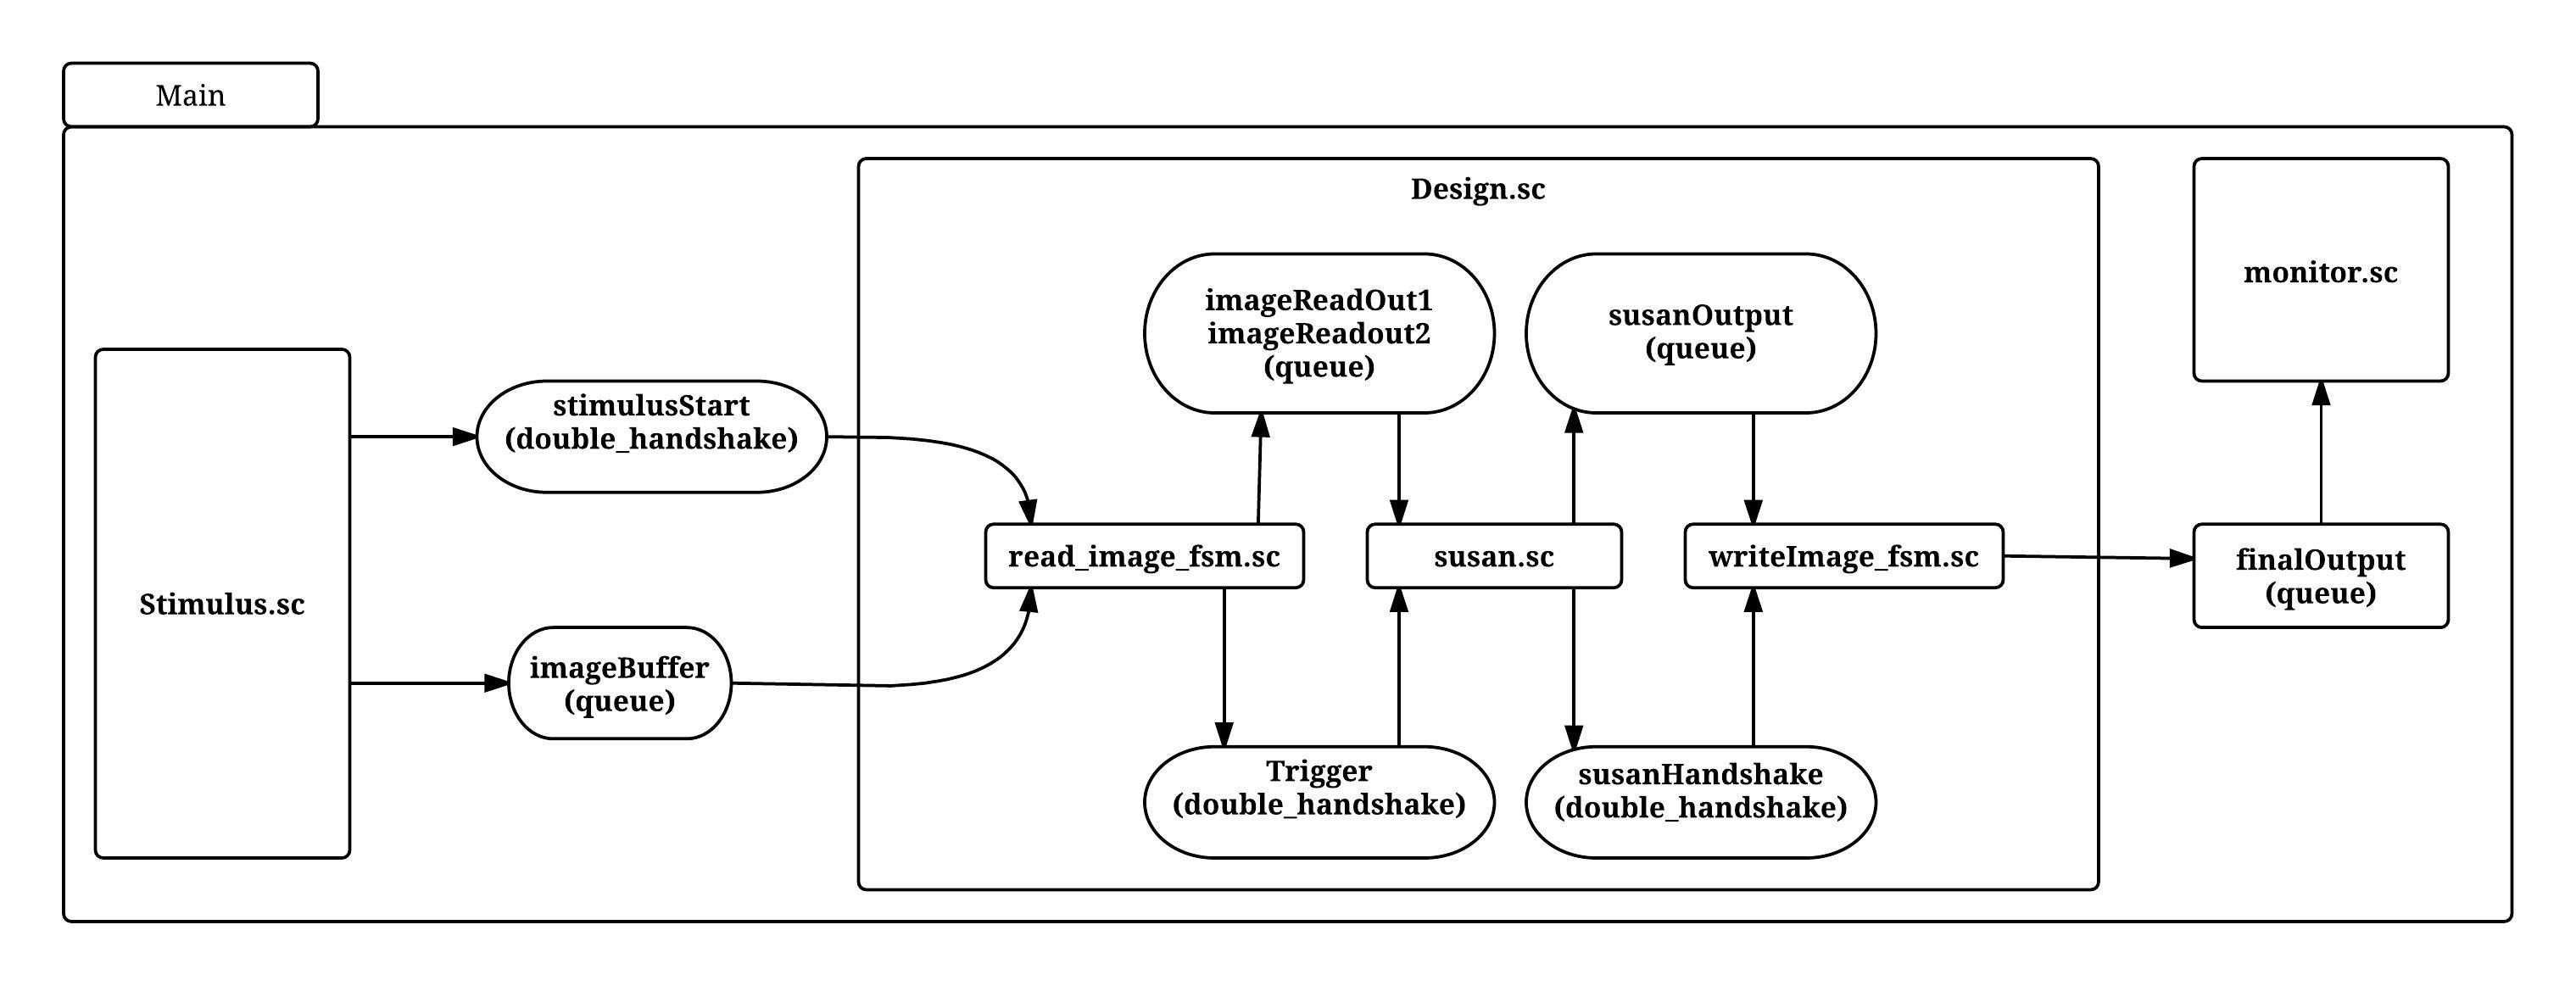 Main
Design.sc
monitor.sc
imageReadOut1
imageReadout2
(queue)
susanOutput
(queue)
stimulusStart
(double_handshake)
Stimulus.sc
read_image_fsm.sc
susan.sc
writeImage_fsm.sc
finalOutput
(queue)
imageBuffer
(queue)
Trigger
(double_handshake)
susanHandshake
(double_handshake)